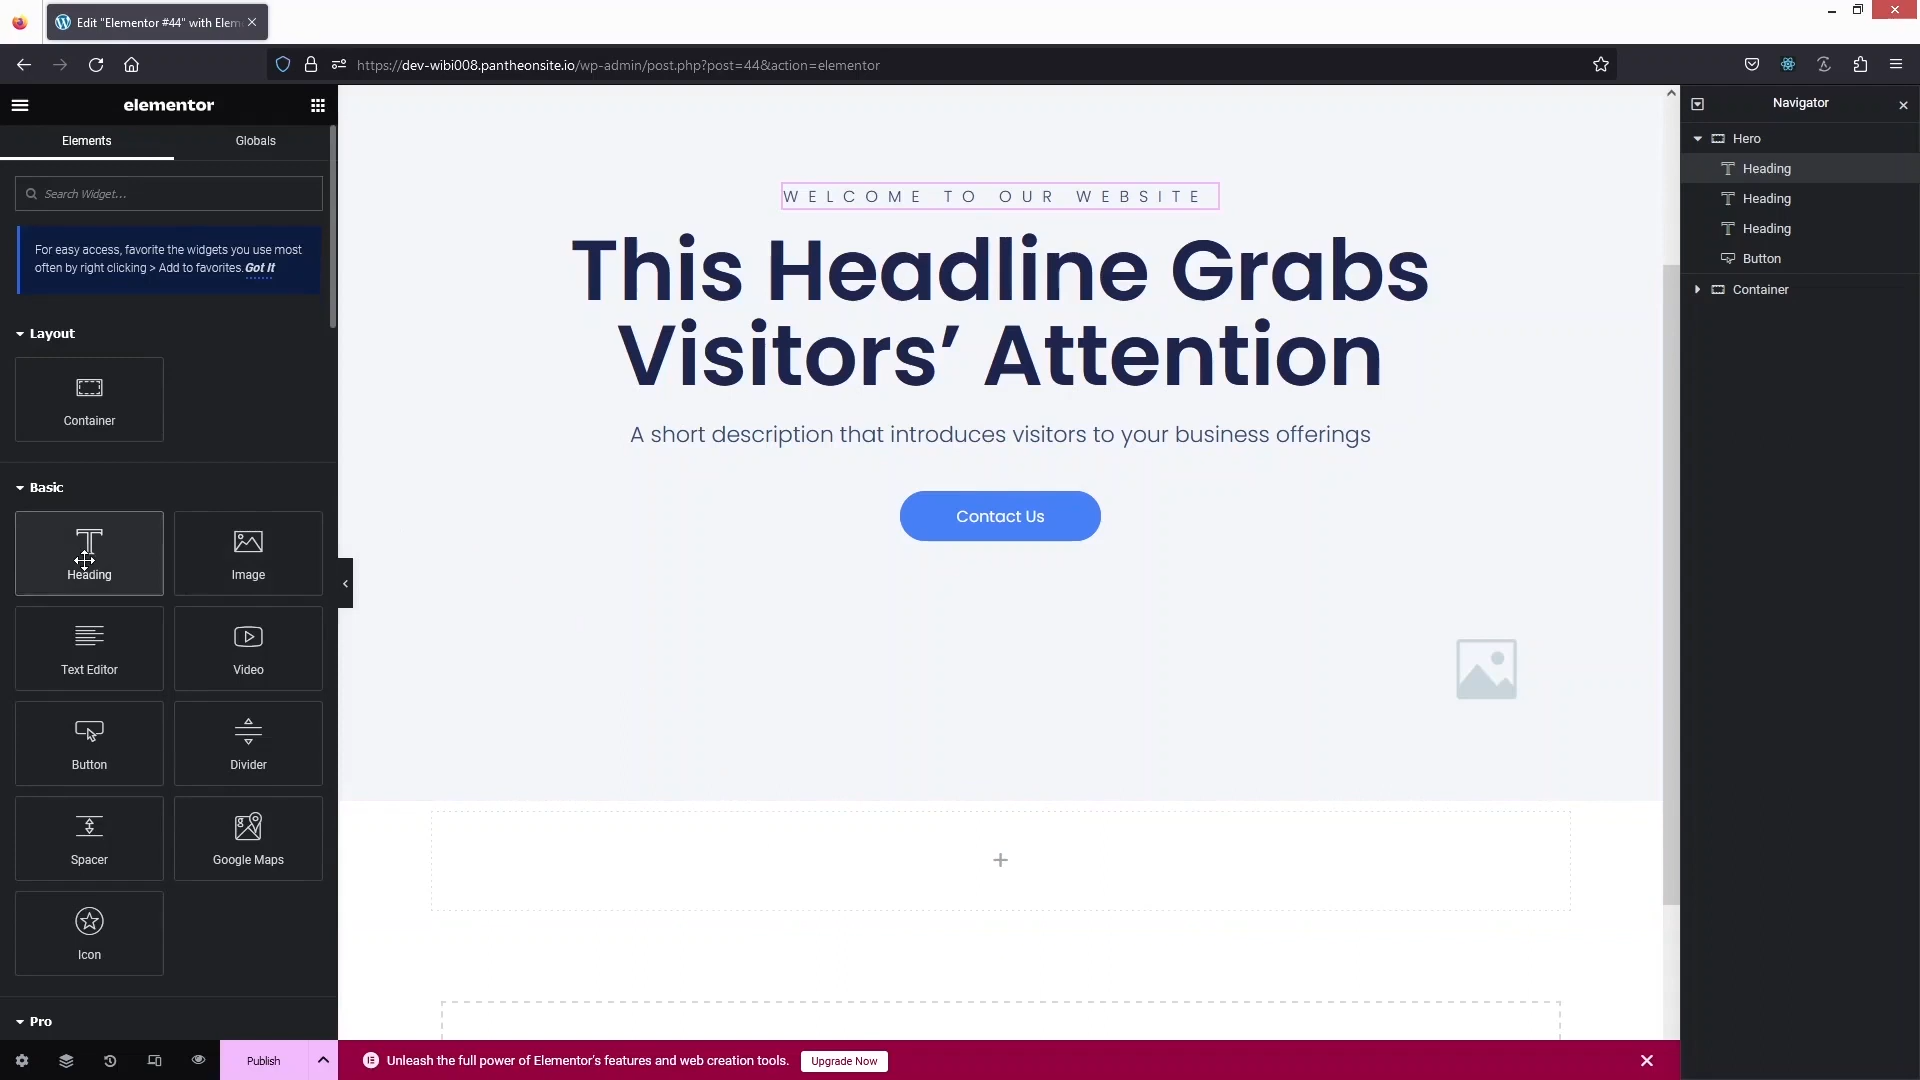 Edit "Elementor #44" with Elem
https://dev-wibi008.pantheonsite.io/wp-admin/post.php?post=44&action=elementor
elementor
Elements
Globals
Search Widget...
For easy access, favorite the widgets you use most
often by right clicking > Add to favorites. Got It
Layout
Container
Basic
Heading
Image
Text Editor
Video
Button
Divider
Spacer
Google Maps
Icon
Pro
Publish
WELCOME TO OUR WEBSITE
This Headline Grabs
Visitors’ Attention
A short description that introduces visitors to your business offerings
Contact Us
Unleash the full power of Elementor's features and web creation tools.
Upgrade Now
Navigator
Hero
Heading
Heading
Heading
Button
Container